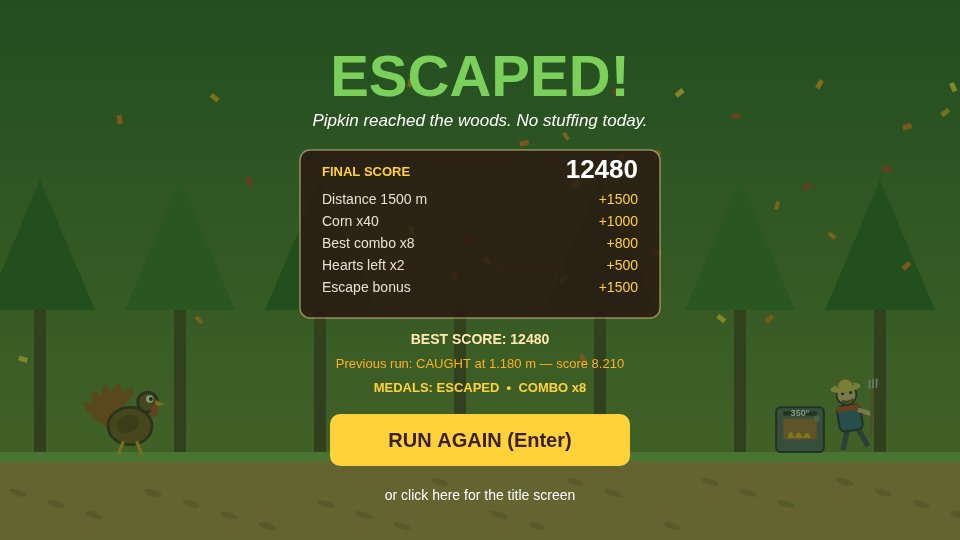 ESCAPED!
Pipkin reached the woods. No stuffing today.
FINAL SCORE 12480
Distance 1500 m +1500
Corn x40 +1000
Best combo x8 +800
Hearts left x2 +500
Escape bonus +1500
BEST SCORE: 12480
Previous run: CAUGHT at 1.180 m — score 8.210
MEDALS: ESCAPED • COMBO x8
350°
RUN AGAIN (Enter)
or click here for the title screen